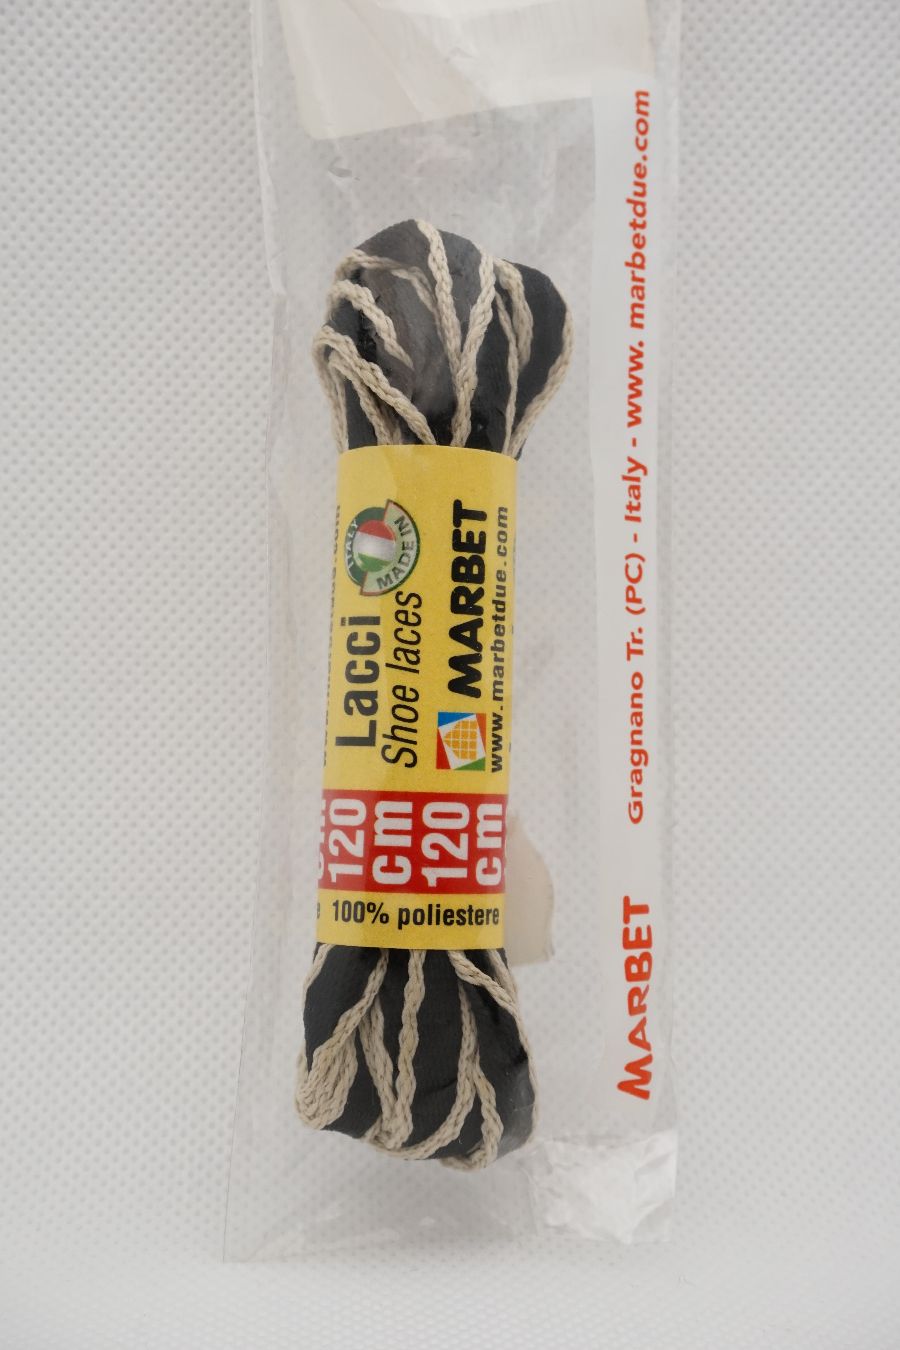 Lacci
Shoe laces
MADE IN
ITALY
MARBET
www.marbetdue.com
120
cm
120
cm
100% poliestere
MARBET Gragnano Tr. (PC) - Italy - www. marbetdue.com